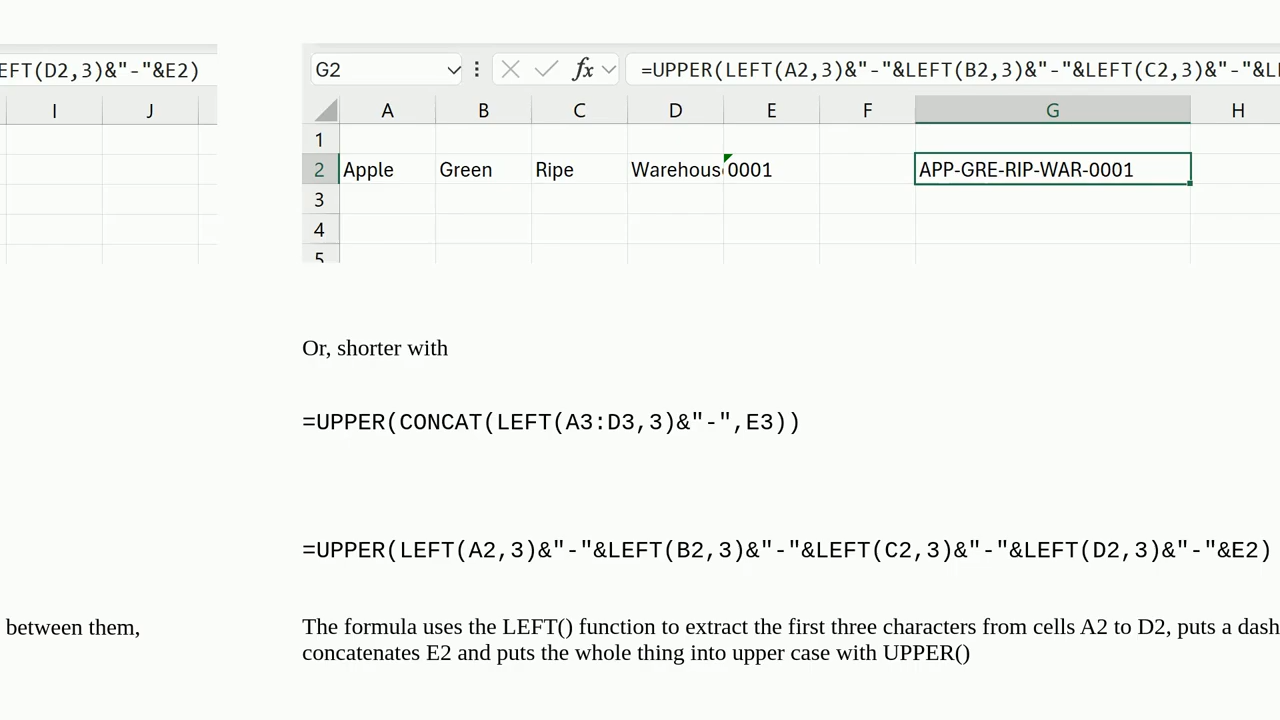 EFT(D2,3)&"-"&E2)
I J
between them,
G2 fx =UPPER(LEFT(A2,3)&"-"&LEFT(B2,3)&"-"&LEFT(C2,3)&"-"&L
A B C D E F G H
1
2 Apple Green Ripe Warehous 0001 APP-GRE-RIP-WAR-0001
3
4
5
Or, shorter with
=UPPER(CONCAT(LEFT(A3:D3,3)&"-",E3))
=UPPER(LEFT(A2,3)&"-"&LEFT(B2,3)&"-"&LEFT(C2,3)&"-"&LEFT(D2,3)&"-"&E2)
The formula uses the LEFT() function to extract the first three characters from cells A2 to D2, puts a dash
concatenates E2 and puts the whole thing into upper case with UPPER()